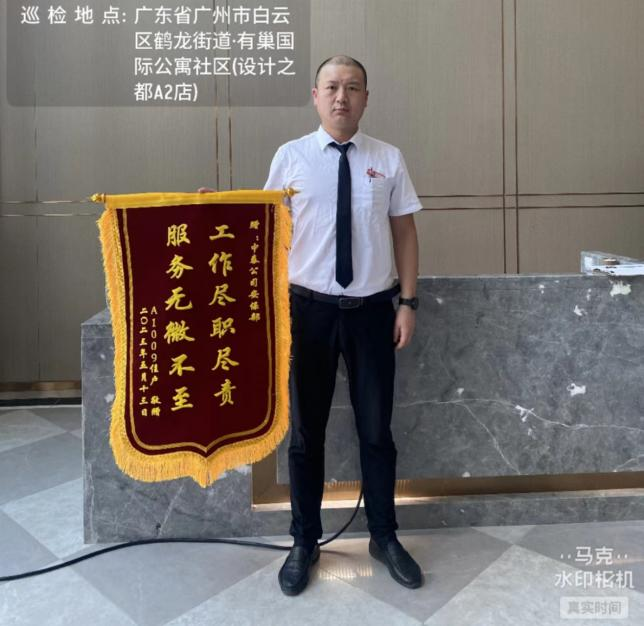 巡检地点: 广东省广州市白云
区鹤龙街道·有巢国
际公寓社区(设计之
都A2店)
赠：中泰公司安保部
工作尽职尽责
服务无微不至
A1009住户 敬赠
二〇二三年五月十三日
马克
水印相机
真实时间